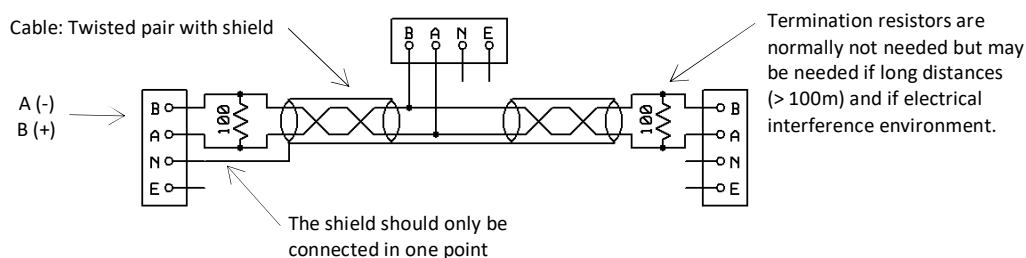 Cable: Twisted pair with shield
B A N E
Termination resistors are
normally not needed but may
be needed if long distances
(> 100m) and if electrical
interference environment.
A (-)
B (+)
B
A
N
E
100
100
B
A
N
E
The shield should only be
connected in one point